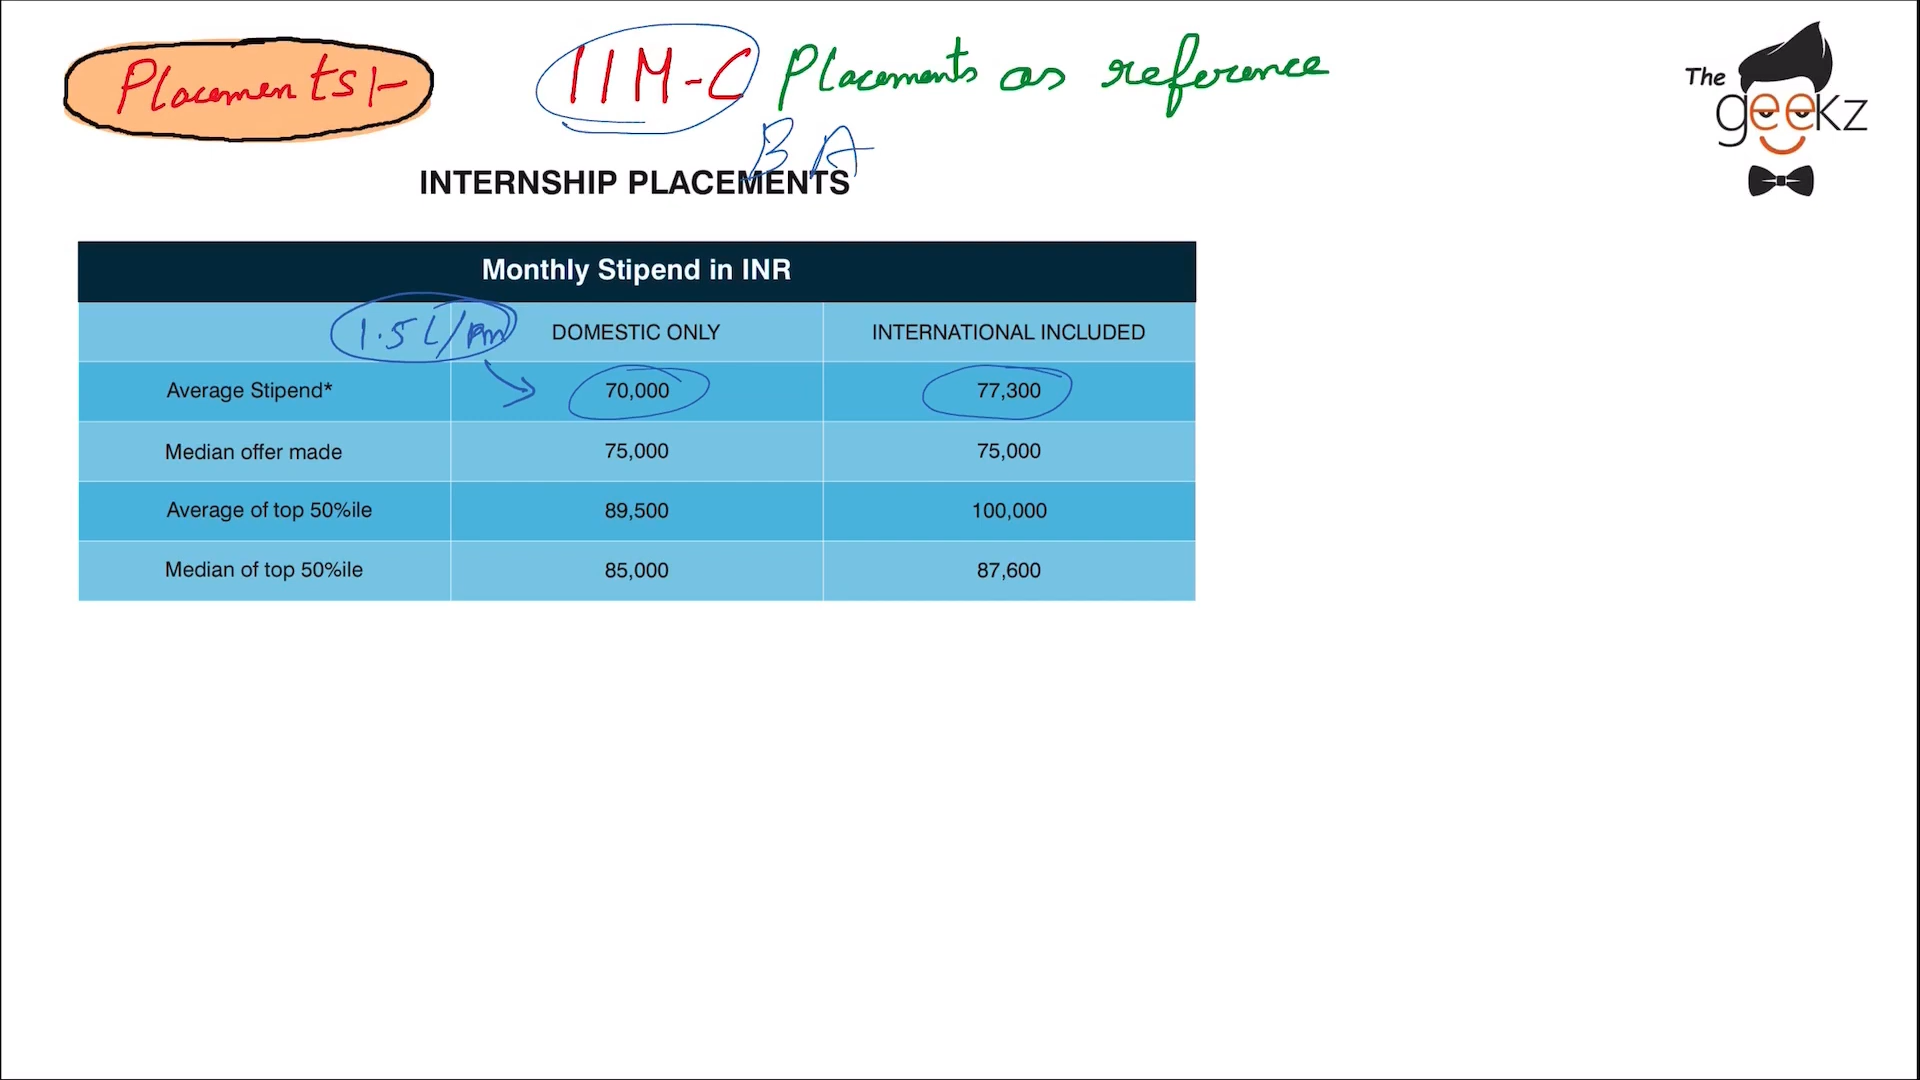 Placements:-
IIM-C Placements as reference
B A
The
geekz
INTERNSHIP PLACEMENTS
Monthly Stipend in INR
1.5 L/Pm DOMESTIC ONLY INTERNATIONAL INCLUDED
Average Stipend* 70,000 77,300
Median offer made 75,000 75,000
Average of top 50%ile 89,500 100,000
Median of top 50%ile 85,000 87,600